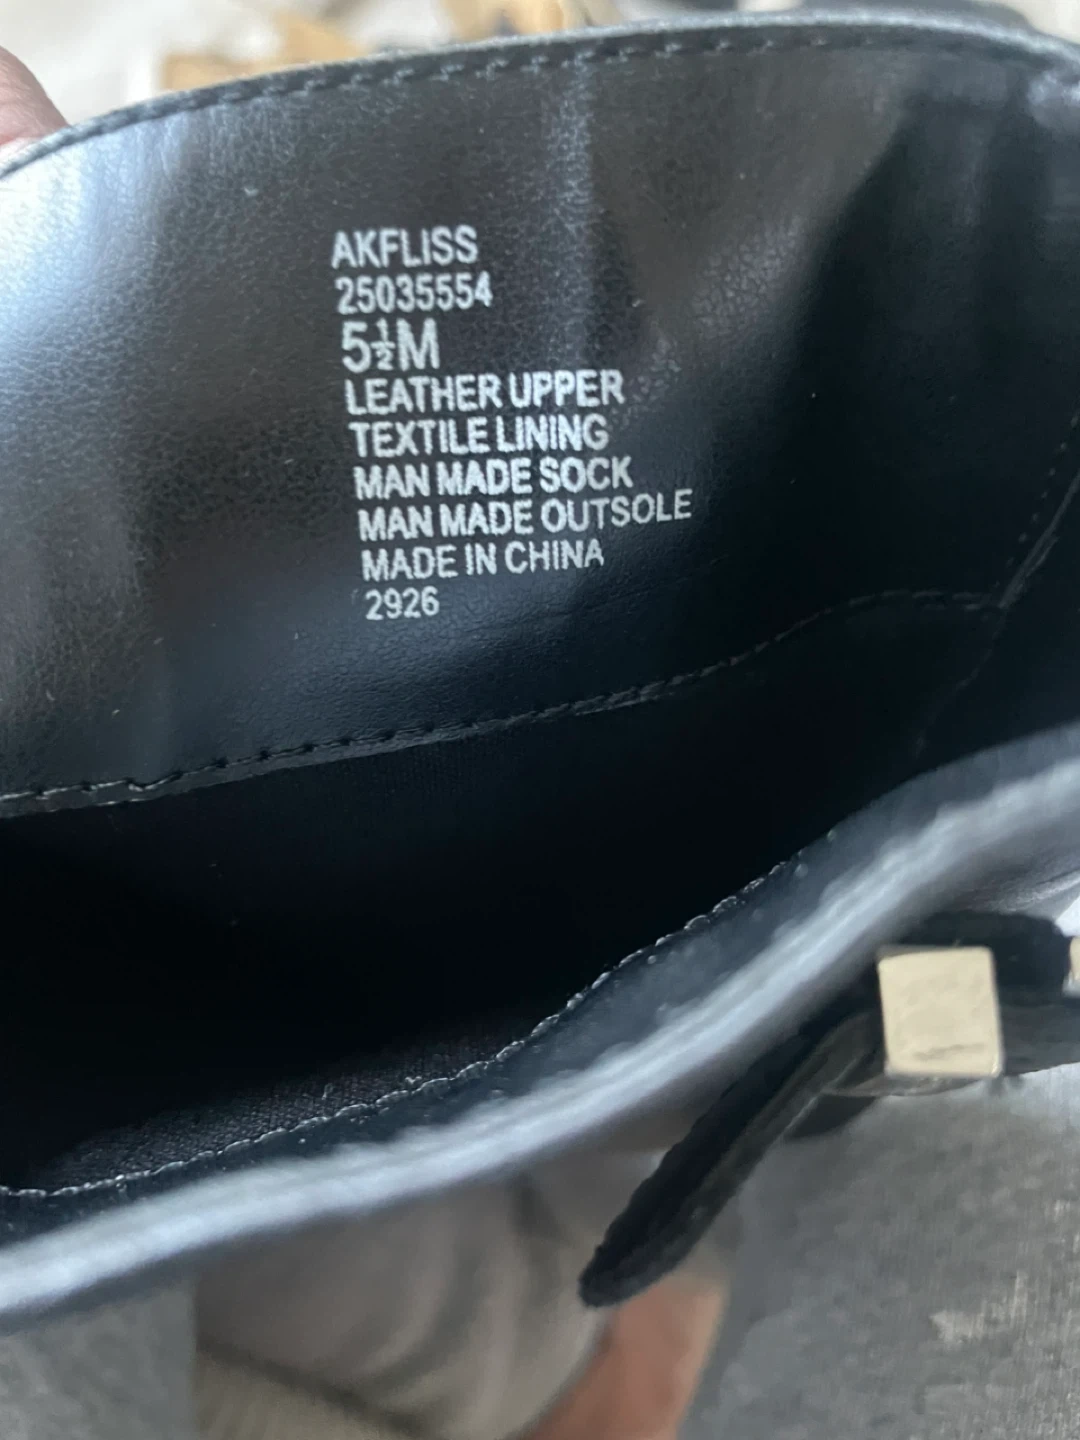 AKFLISS
25035554
5½M
LEATHER UPPER
TEXTILE LINING
MAN MADE SOCK
MAN MADE OUTSOLE
MADE IN CHINA
2926